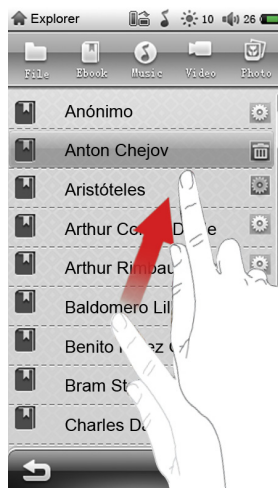 Explorer 10 26
File Ebook Music Video Photo
Anónimo
Anton Chejov
Aristóteles
Arthur Co
Arthur Rimbau
Baldomero Lil
Benito
Bram St
Charles Da